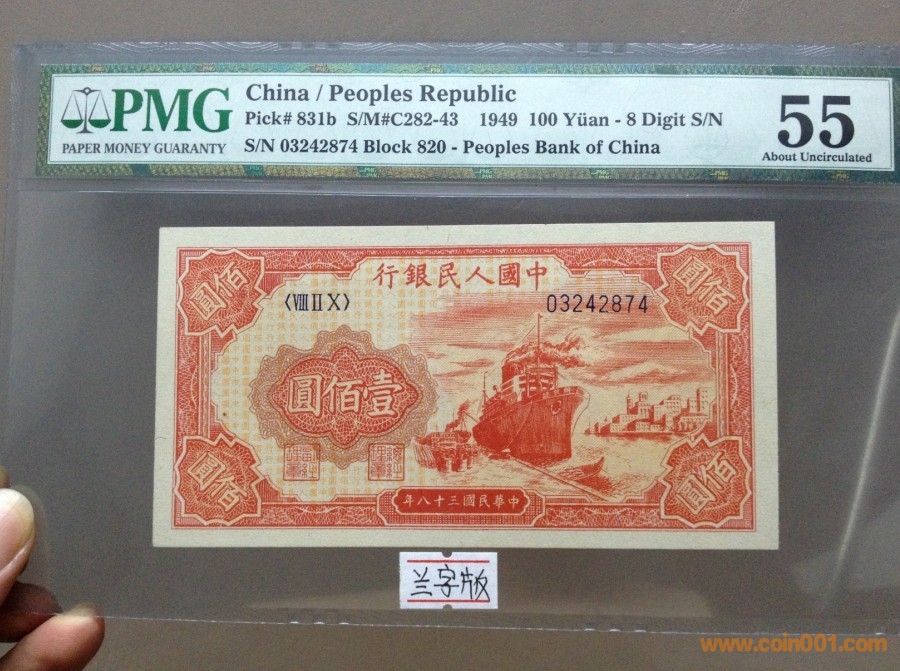 PMG
PAPER MONEY GUARANTY
China / Peoples Republic
Pick# 831b S/M#C282-43 1949 100 Yüan - 8 Digit S/N
S/N 03242874 Block 820 - Peoples Bank of China
55
About Uncirculated
行銀民人國中
圓佰
圓佰
〈VIII II X〉
03242874
圓佰壹
圓佰
圓佰
年八十三國民華中
兰字版
www.coin001.com